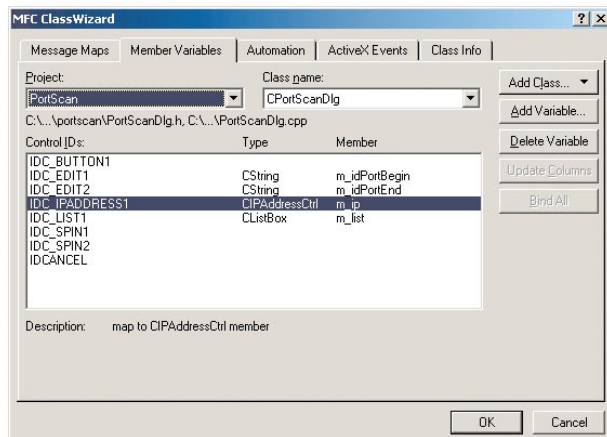 MFC ClassWizard
Message Maps Member Variables Automation ActiveX Events Class Info
Project: Class name: Add Class...
PortScan CPortScanDlg
Add Variable...
C:\...\portscan\PortScanDlg.h, C:\...\PortScanDlg.cpp
Control IDs: Type Member Delete Variable
IDC_BUTTON1
IDC_EDIT1 CString m_idPortBegin Update Columns
IDC_EDIT2 CString m_idPortEnd
IDC_IPADDRESS1 CIPAddressCtrl m_ip Bind All
IDC_LIST1 CListBox m_list
IDC_SPIN1
IDC_SPIN2
IDCANCEL
Description: map to CIPAddressCtrl member
OK Cancel